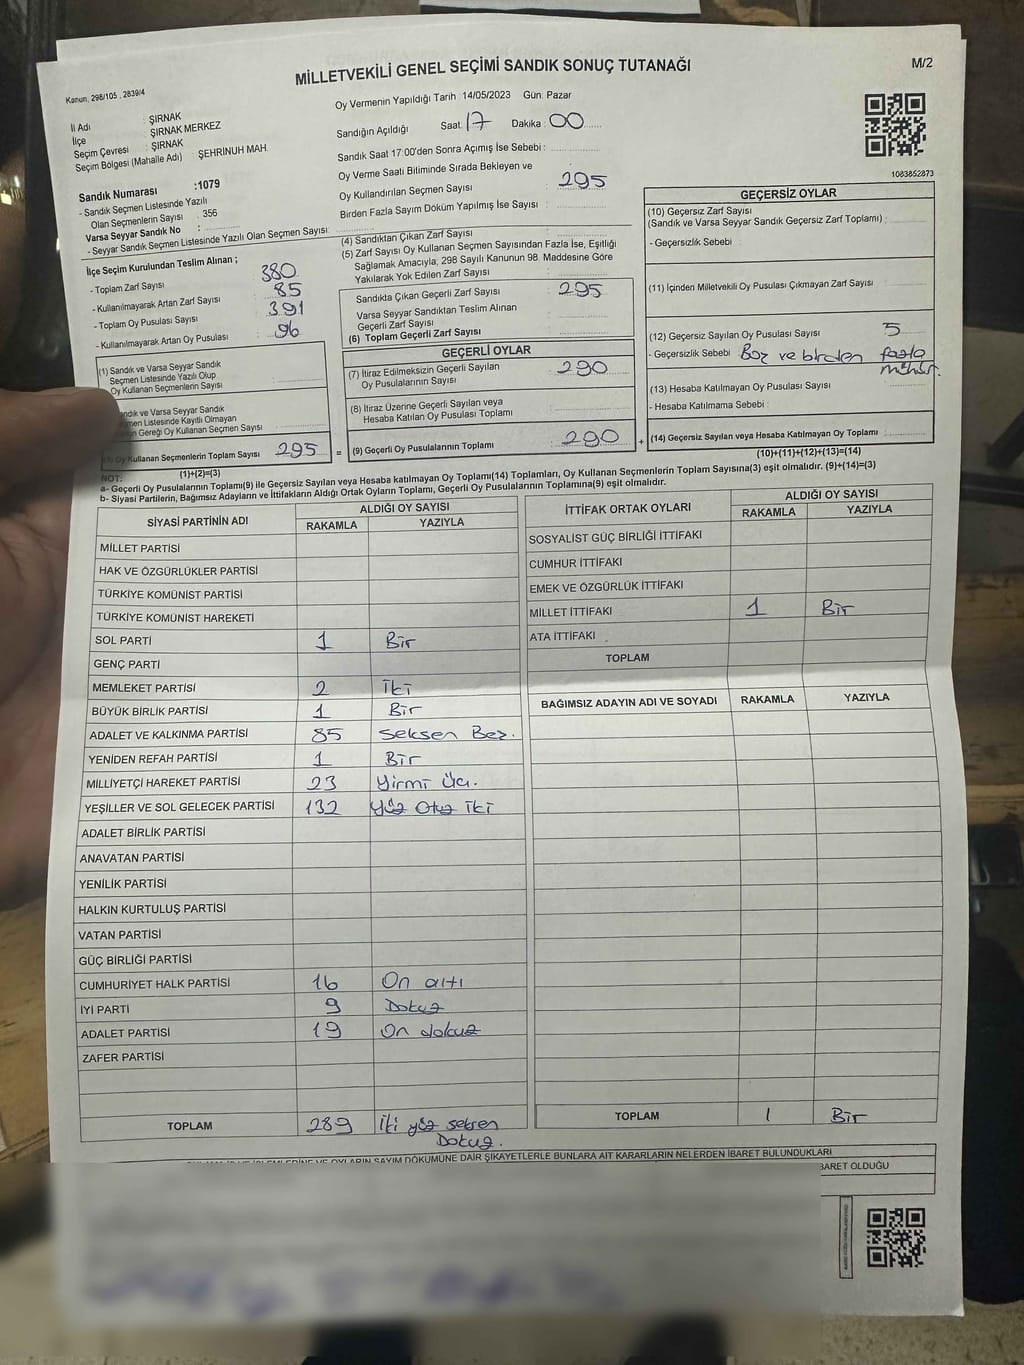 MİLLETVEKİLİ GENEL SEÇİMİ SANDIK SONUÇ TUTANAĞI
M/2
Kanun, 298/105 , 2839/4
İl Adı : ŞIRNAK
İlçe : ŞIRNAK MERKEZ
Seçim Çevresi : ŞIRNAK
Seçim Bölgesi (Mahalle Adı) : ŞEHRİNUH MAH.
Sandık Numarası :1079
- Sandık Seçmen Listesinde Yazılı
Olan Seçmenlerin Sayısı : 356
Varsa Seyyar Sandık No :
- Seyyar Sandık Seçmen Listesinde Yazılı Olan Seçmen Sayısı:
İlçe Seçim Kurulundan Teslim Alınan ;
- Toplam Zarf Sayısı : 380
- Kullanılmayarak Artan Zarf Sayısı : 85
- Toplam Oy Pusulası Sayısı : 391
- Kullanılmayarak Artan Oy Pusulası : 96
(1) Sandık ve Varsa Seyyar Sandık
Seçmen Listesinde Yazılı Olup
Oy Kullanan Seçmenlerin Sayısı :
ve Varsa Seyyar Sandık
Listesinde Kayıtlı Olmayan
Gereği Oy Kullanan Seçmen Sayısı :
Oy Kullanan Seçmenlerin Toplam Sayısı : 295
(1)+(2)=(3)
Oy Vermenin Yapıldığı Tarih :14/05/2023 Gün: Pazar
Sandığın Açıldığı Saat: 17 Dakika : 00
Sandık Saat 17:00'den Sonra Açımış İse Sebebi :
Oy Verme Saati Bitiminde Sırada Bekleyen ve
Oy Kullandırılan Seçmen Sayısı : 295
Birden Fazla Sayım Döküm Yapılmış İse Sayısı :
(4) Sandıktan Çıkan Zarf Sayısı :
(5) Zarf Sayısı Oy Kullanan Seçmen Sayısından Fazla İse, Eşitliği
Sağlamak Amacıyla; 298 Sayılı Kanunun 98. Maddesine Göre
Yakılarak Yok Edilen Zarf Sayısı :
Sandıkta Çıkan Geçerli Zarf Sayısı : 295
Varsa Seyyar Sandıktan Teslim Alınan
Geçerli Zarf Sayısı :
(6) Toplam Geçerli Zarf Sayısı :
GEÇERLİ OYLAR
(7) İtiraz Edilmeksizin Geçerli Sayılan
Oy Pusulalarının Sayısı : 290
(8) İtiraz Üzerine Geçerli Sayılan veya
Hesaba Katılan Oy Pusulası Toplamı :
= (9) Geçerli Oy Pusulalarının Toplamı : 290 +
1083852873
GEÇERSİZ OYLAR
(10) Geçersiz Zarf Sayısı
(Sandık ve Varsa Seyyar Sandık Geçersiz Zarf Toplamı) :
- Geçersizlik Sebebi :
(11) İçinden Milletvekili Oy Pusulası Çıkmayan Zarf Sayısı :
(12) Geçersiz Sayılan Oy Pusulası Sayısı : 5
- Geçersizlik Sebebi : Boş ve birden fazla
mühür.
(13) Hesaba Katılmayan Oy Pusulası Sayısı :
- Hesaba Katılmama Sebebi :
(14) Geçersiz Sayılan veya Hesaba Katılmayan Oy Toplamı :
(10)+(11)+(12)+(13)=(14)
NOT:
a- Geçerli Oy Pusulalarının Toplamı(9) ile Geçersiz Sayılan veya Hesaba katılmayan Oy Toplamı(14) Toplamları, Oy Kullanan Seçmenlerin Toplam Sayısına(3) eşit olmalıdır. (9)+(14)=(3)
b- Siyasi Partilerin, Bağımsız Adayların ve İttifakların Aldığı Ortak Oyların Toplamı, Geçerli Oy Pusulalarının Toplamına(9) eşit olmalıdır.
SİYASİ PARTİNİN ADI ALDIĞI OY SAYISI
RAKAMLA YAZIYLA
MİLLET PARTİSİ
HAK VE ÖZGÜRLÜKLER PARTİSİ
TÜRKİYE KOMÜNİST PARTİSİ
TÜRKİYE KOMÜNİST HAREKETİ
SOL PARTİ 1 Bir
GENÇ PARTİ
MEMLEKET PARTİSİ 2 İki
BÜYÜK BİRLİK PARTİSİ 1 Bir
ADALET VE KALKINMA PARTİSİ 85 Seksen Beş.
YENİDEN REFAH PARTİSİ 1 Bir
MİLLİYETÇİ HAREKET PARTİSİ 23 Yirmi Üç.
YEŞİLLER VE SOL GELECEK PARTİSİ 132 Yüz Otuz İki
ADALET BİRLİK PARTİSİ
ANAVATAN PARTİSİ
YENİLİK PARTİSİ
HALKIN KURTULUŞ PARTİSİ
VATAN PARTİSİ
GÜÇ BİRLİĞİ PARTİSİ
CUMHURİYET HALK PARTİSİ 16 On altı
İYİ PARTİ 9 Dokuz
ADALET PARTİSİ 19 On dokuz
ZAFER PARTİSİ
TOPLAM 289 İki yüz seksen
Dokuz.
İTTİFAK ORTAK OYLARI ALDIĞI OY SAYISI
RAKAMLA YAZIYLA
SOSYALİST GÜÇ BİRLİĞİ İTTİFAKI
CUMHUR İTTİFAKI
EMEK VE ÖZGÜRLÜK İTTİFAKI
MİLLET İTTİFAKI 1 Bir
ATA İTTİFAKI
TOPLAM
BAĞIMSIZ ADAYIN ADI VE SOYADI RAKAMLA YAZIYLA
TOPLAM 1 Bir
VE OYLARIN SAYIM DÖKÜMÜNE DAİR ŞİKAYETLERLE BUNLARA AİT KARARLARIN NELERDEN İBARET BULUNDUKLARI
İBARET OLDUĞU